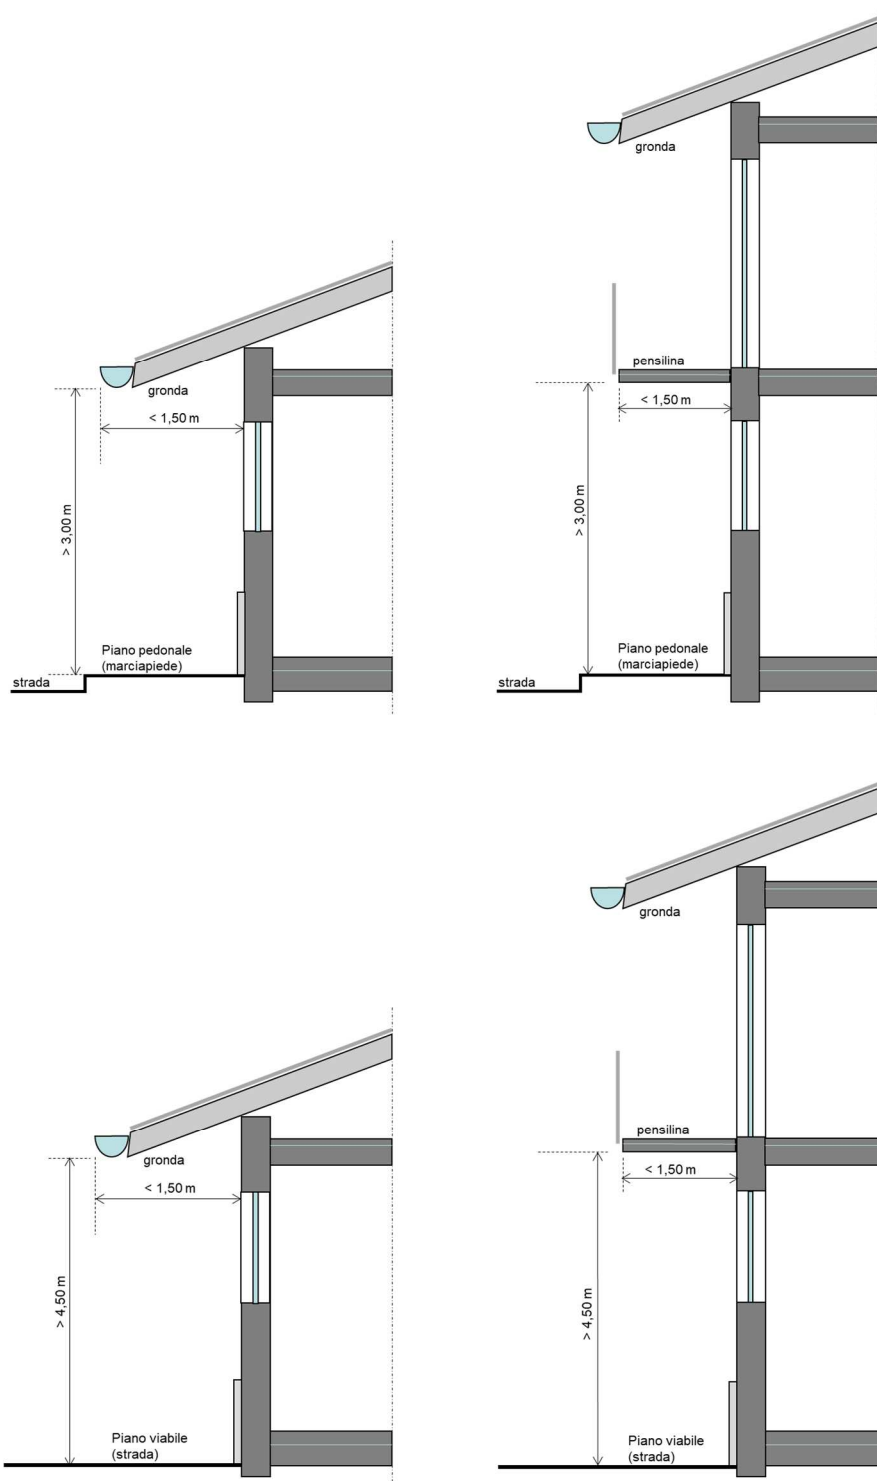 gronda
< 1,50 m
> 3,00 m
Piano pedonale
(marciapiede)
strada
gronda
pensilina
< 1,50 m
> 3,00 m
Piano pedonale
(marciapiede)
strada
gronda
< 1,50 m
> 4,50 m
Piano viabile
(strada)
gronda
pensilina
< 1,50 m
> 4,50 m
Piano viabile
(strada)